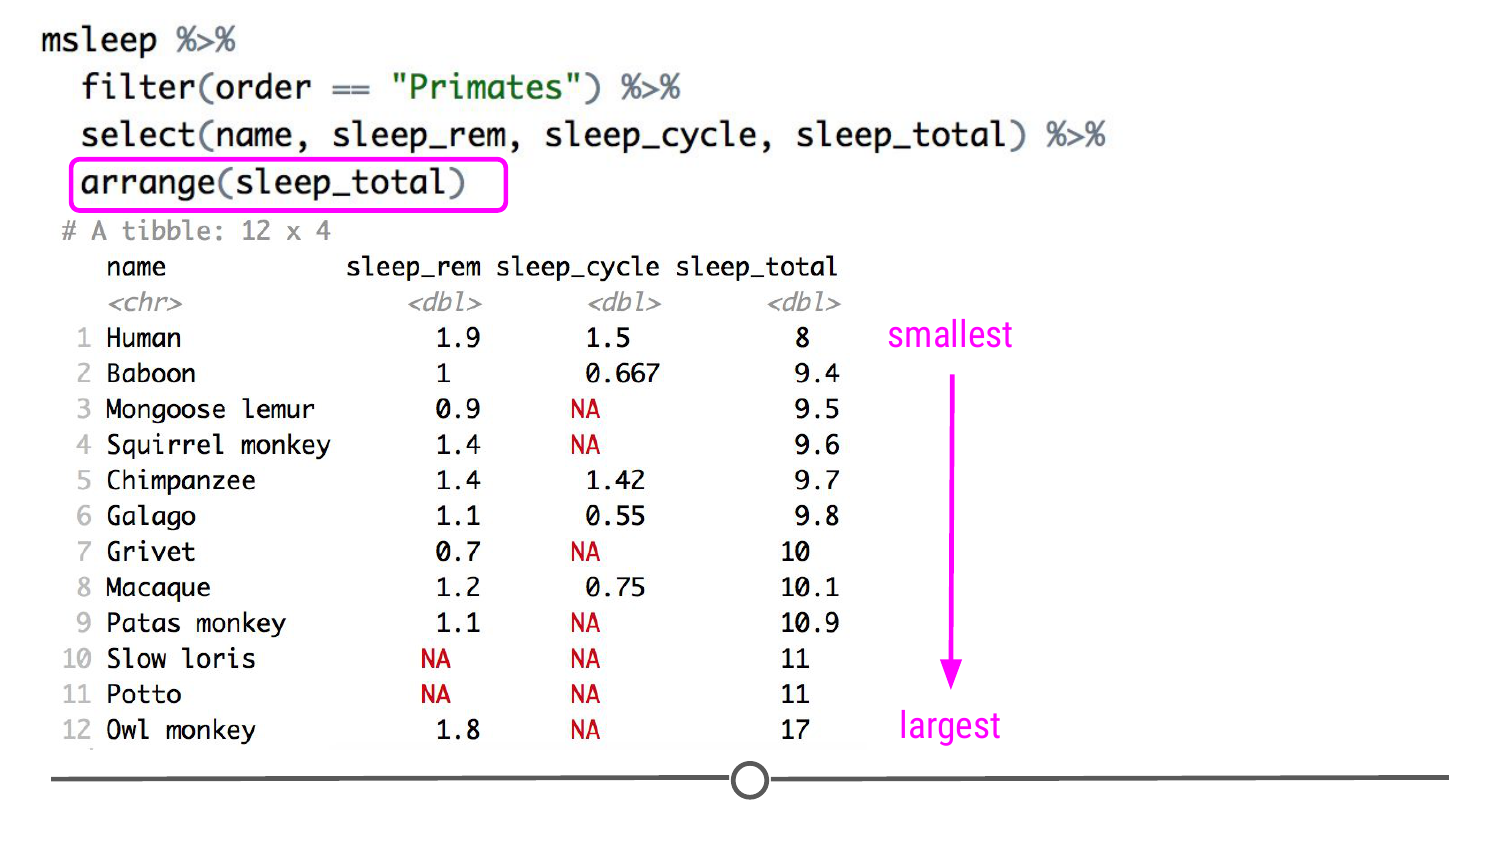 msleep %>%
filter(order == "Primates") %>%
select(name, sleep_rem, sleep_cycle, sleep_total) %>%
arrange(sleep_total)
# A tibble: 12 x 4
name sleep_rem sleep_cycle sleep_total
<chr> <dbl> <dbl> <dbl>
1 Human 1.9 1.5 8
2 Baboon 1 0.667 9.4
3 Mongoose lemur 0.9 NA 9.5
4 Squirrel monkey 1.4 NA 9.6
5 Chimpanzee 1.4 1.42 9.7
6 Galago 1.1 0.55 9.8
7 Grivet 0.7 NA 10
8 Macaque 1.2 0.75 10.1
9 Patas monkey 1.1 NA 10.9
10 Slow loris NA NA 11
11 Potto NA NA 11
12 Owl monkey 1.8 NA 17
smallest
largest